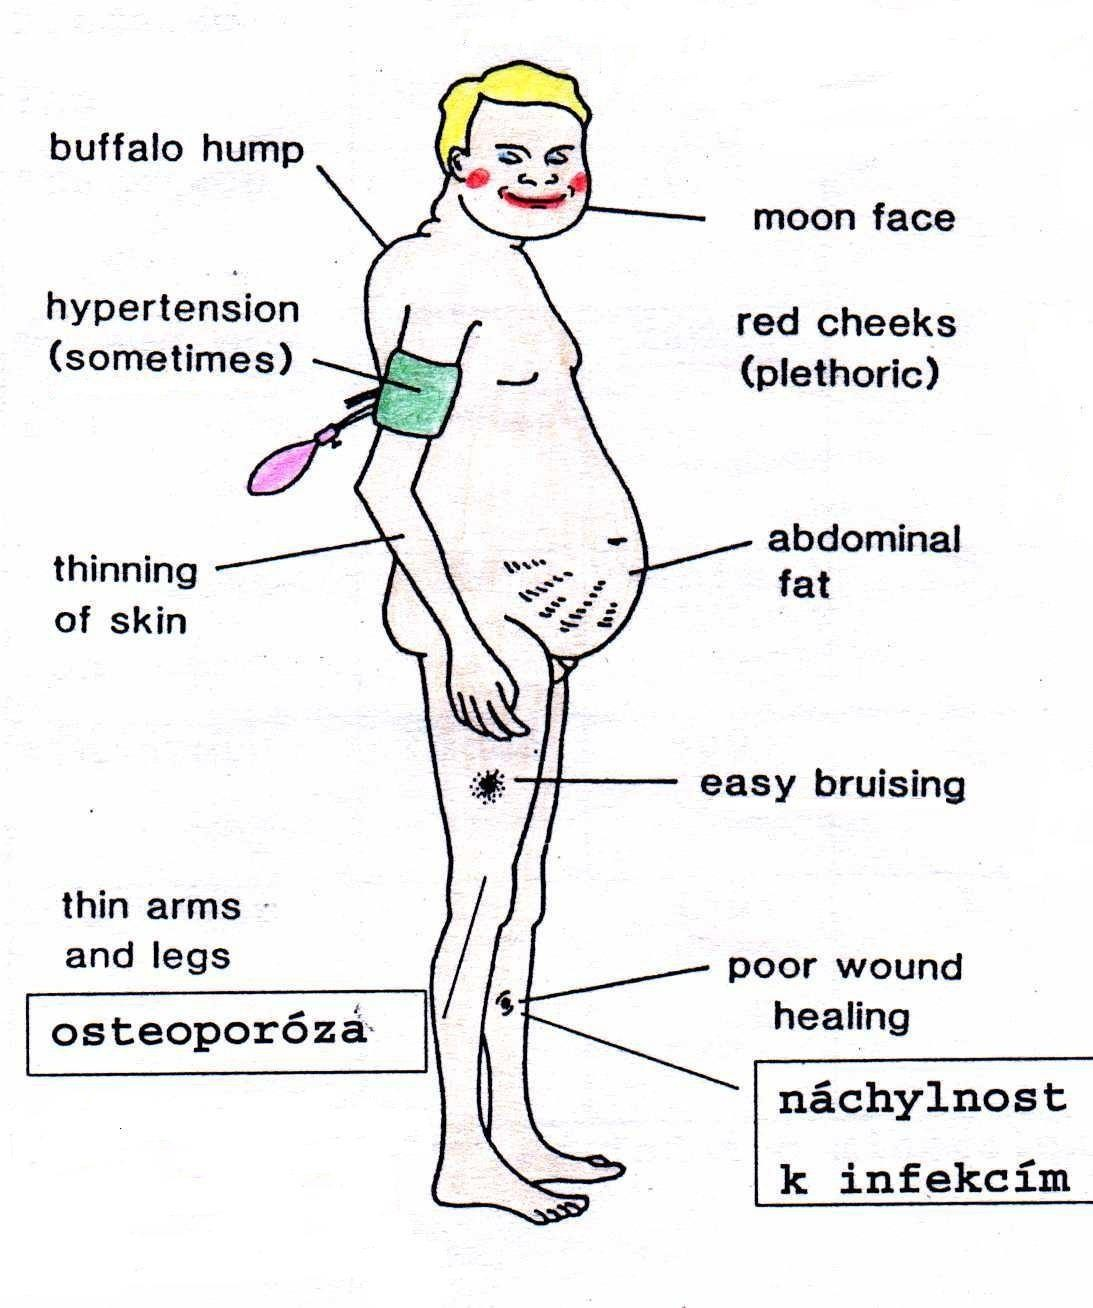 buffalo hump
moon face
hypertension
(sometimes)
red cheeks
(plethoric)
thinning
of skin
abdominal
fat
easy bruising
thin arms
and legs
osteoporóza
poor wound
healing
náchylnost
k infekcím